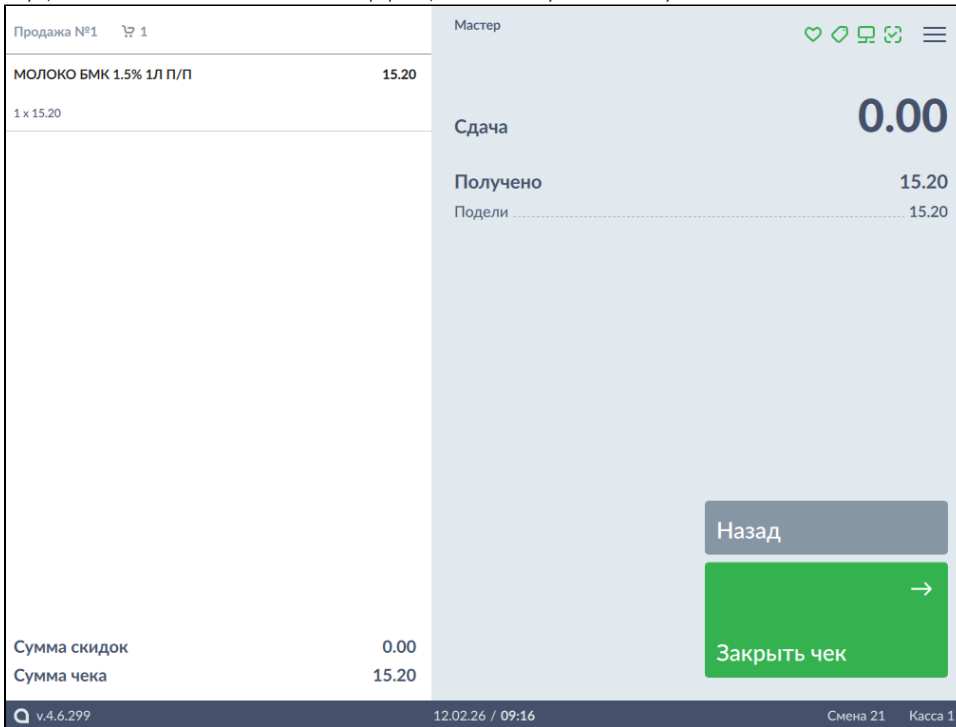 Продажа №1 1
МОЛОКО БМК 1.5% 1Л П/П 15.20
1 x 15.20
Сумма скидок 0.00
Сумма чека 15.20
Мастер
Сдача 0.00
Получено 15.20
Подели 15.20
Назад
Закрыть чек
v.4.6.299 12.02.26 / 09:16 Смена 21 Касса 1